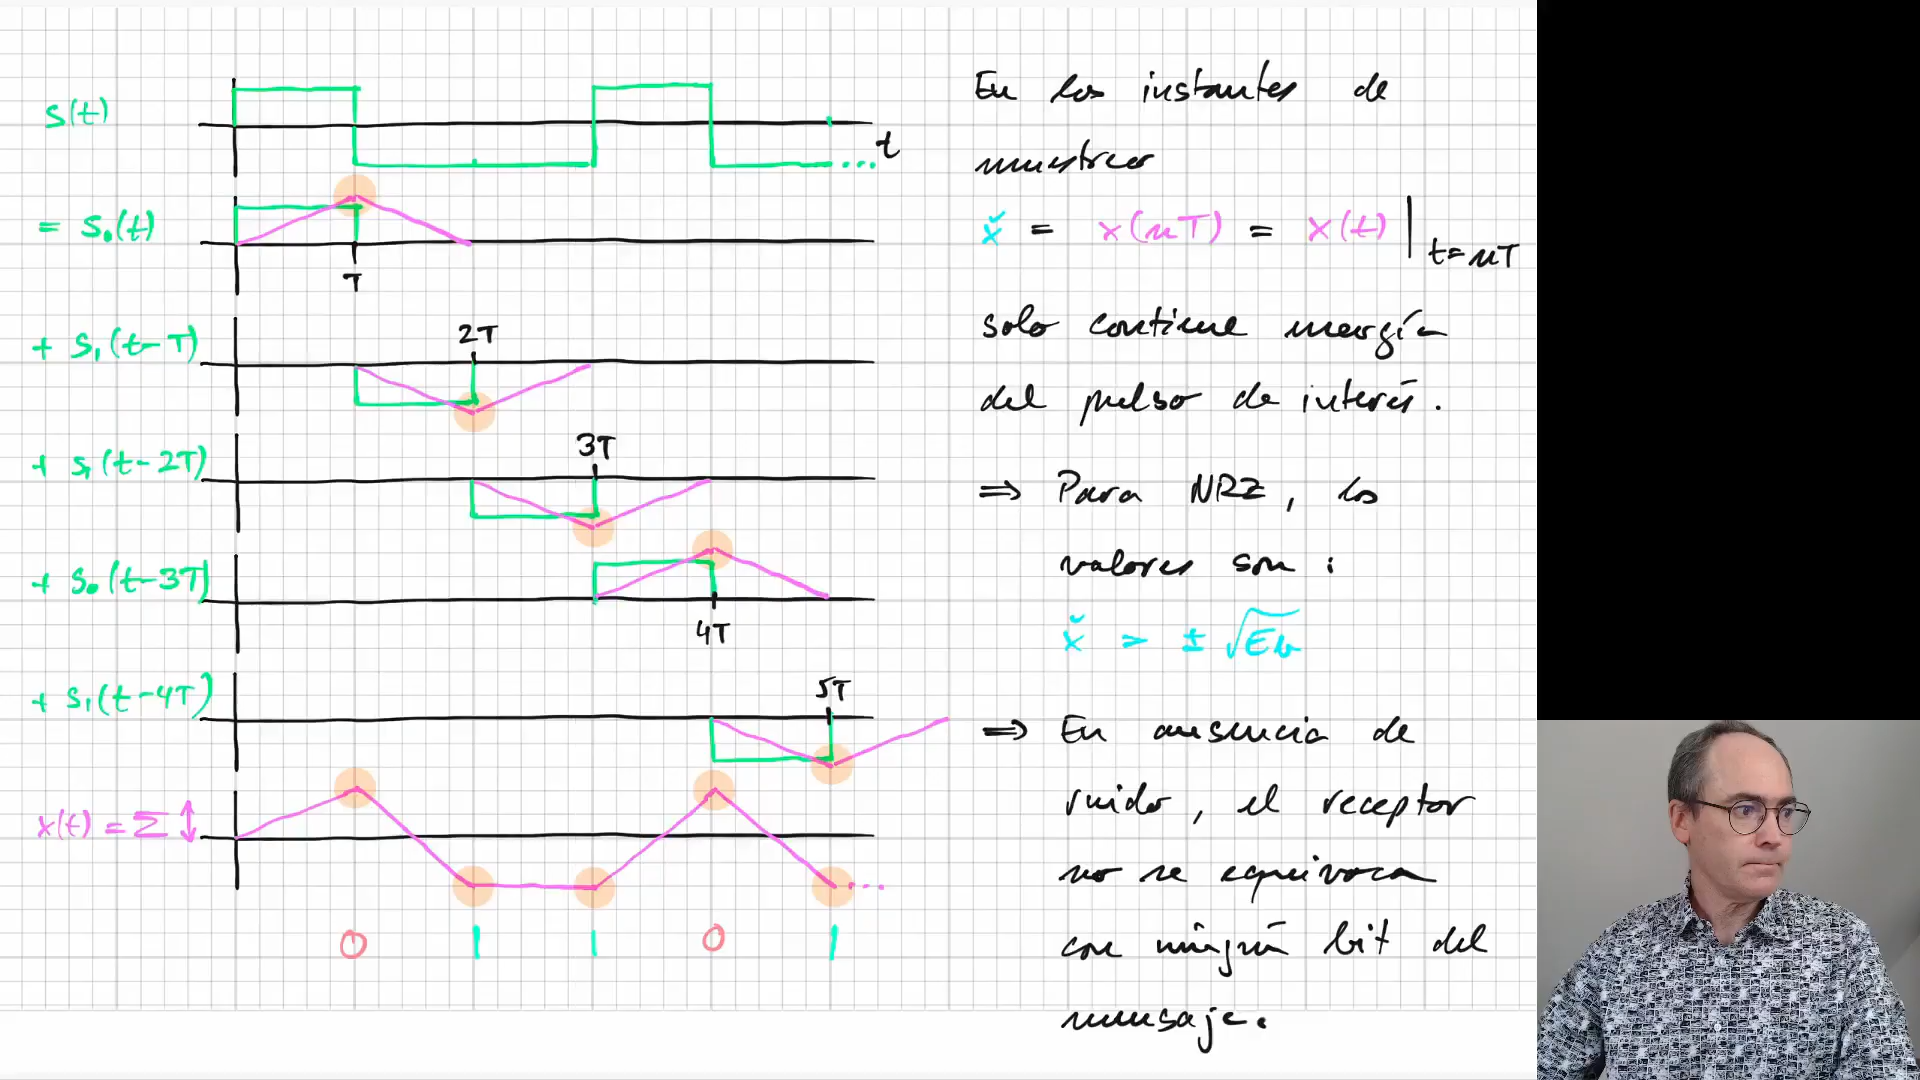 s(t)
t
= s₀(t)
T
+ s₁(t-T)
2T
+ s₁(t-2T)
3T
+ s₀(t-3T)
4T
+ s₁(t-4T)
5T
x(t) = Σ ↕
0 1 1 0 1
En los instantes de
muestreo
x̌ = x(nT) = x(t) |t=nT
solo contiene energía
del pulso de interés.
⇒ Para NRZ, los
valores son :
x̌ = ± √Eb
⇒ En ausencia de
ruido, el receptor
no se equivoca
con ningún bit del
mensaje.